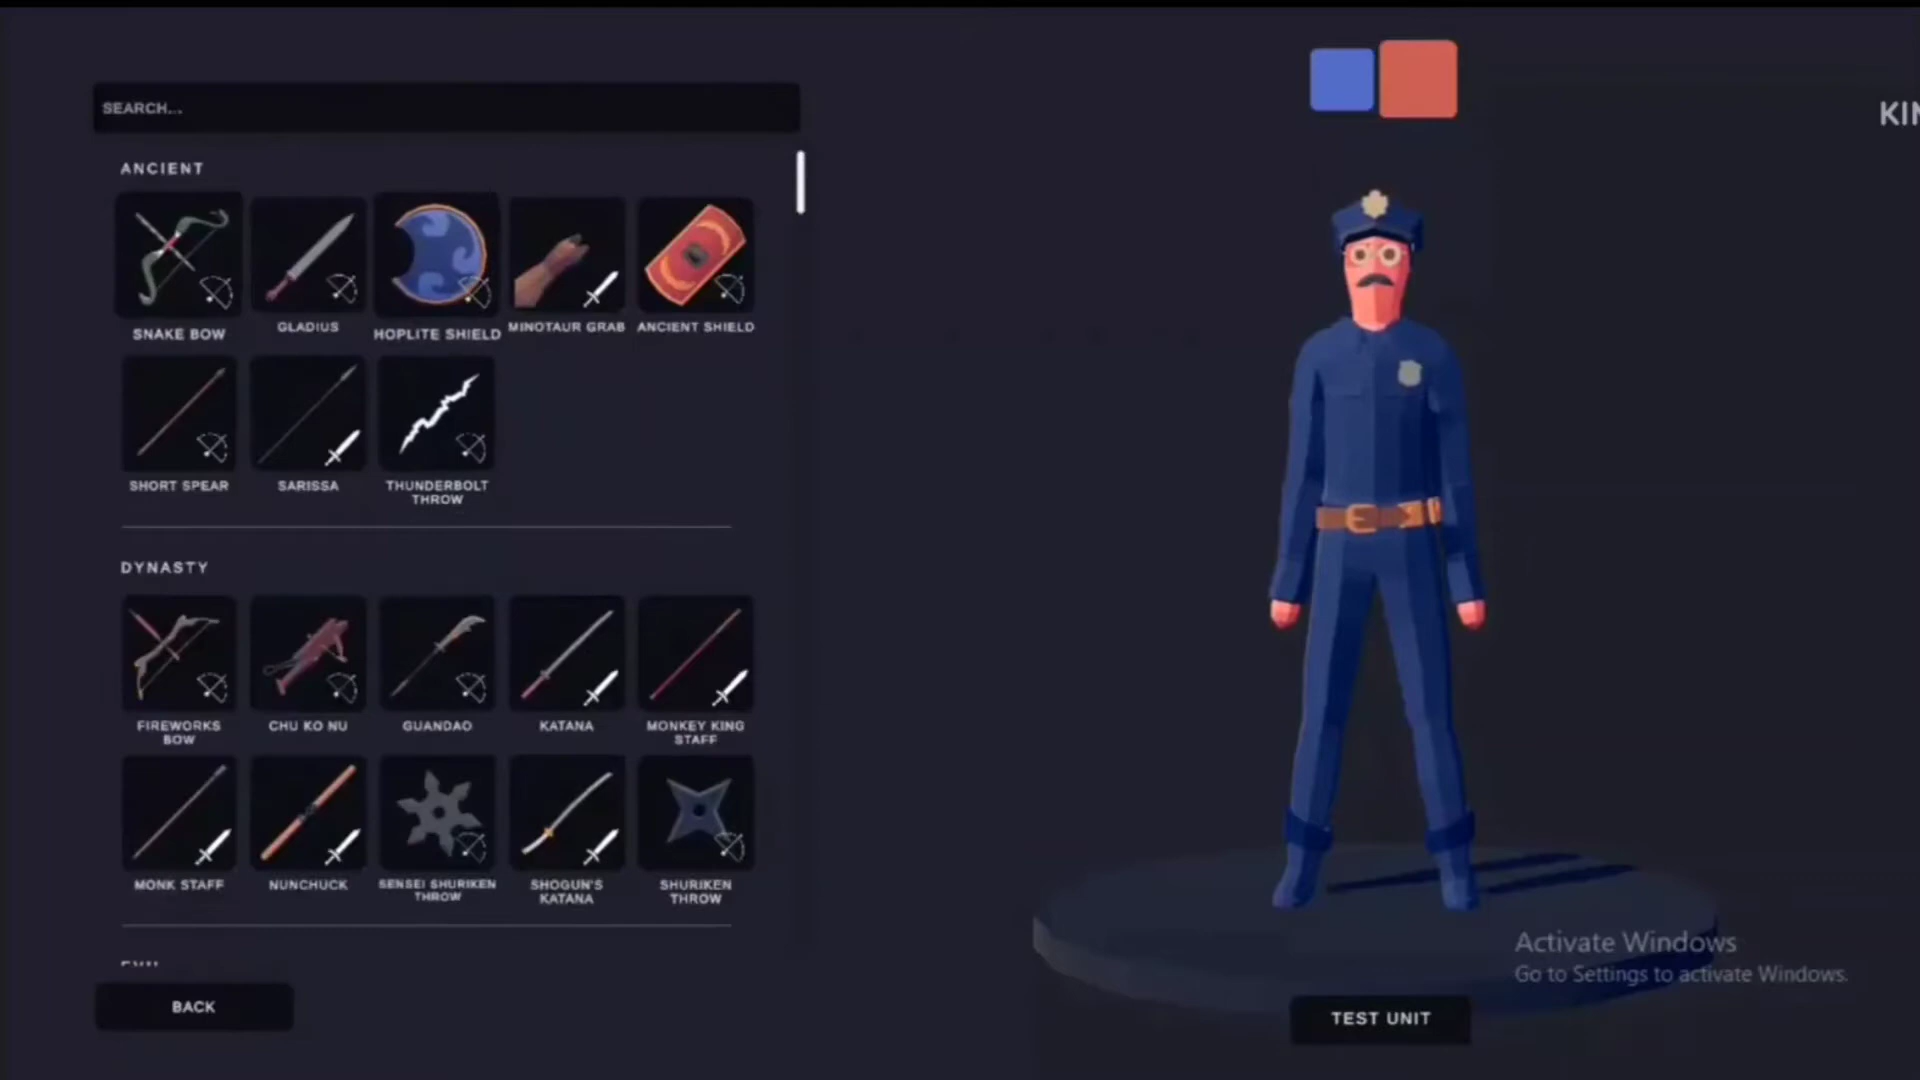 SEARCH...
KIN
ANCIENT
SNAKE BOW
GLADIUS
HOPLITE SHIELD
MINOTAUR GRAB
ANCIENT SHIELD
SHORT SPEAR
SARISSA
THUNDERBOLT
THROW
DYNASTY
FIREWORKS
BOW
CHU KO NU
GUANDAO
KATANA
MONKEY KING
STAFF
MONK STAFF
NUNCHUCK
SENSEI SHURIKEN
THROW
SHOGUN'S
KATANA
SHURIKEN
THROW
EVIL
BACK
Activate Windows
Go to Settings to activate Windows.
TEST UNIT